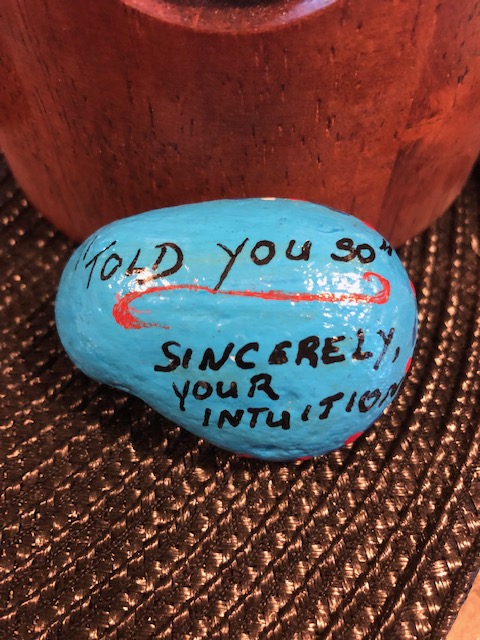 "TOLD YOU SO"
SINCERELY,
YOUR
INTUITION